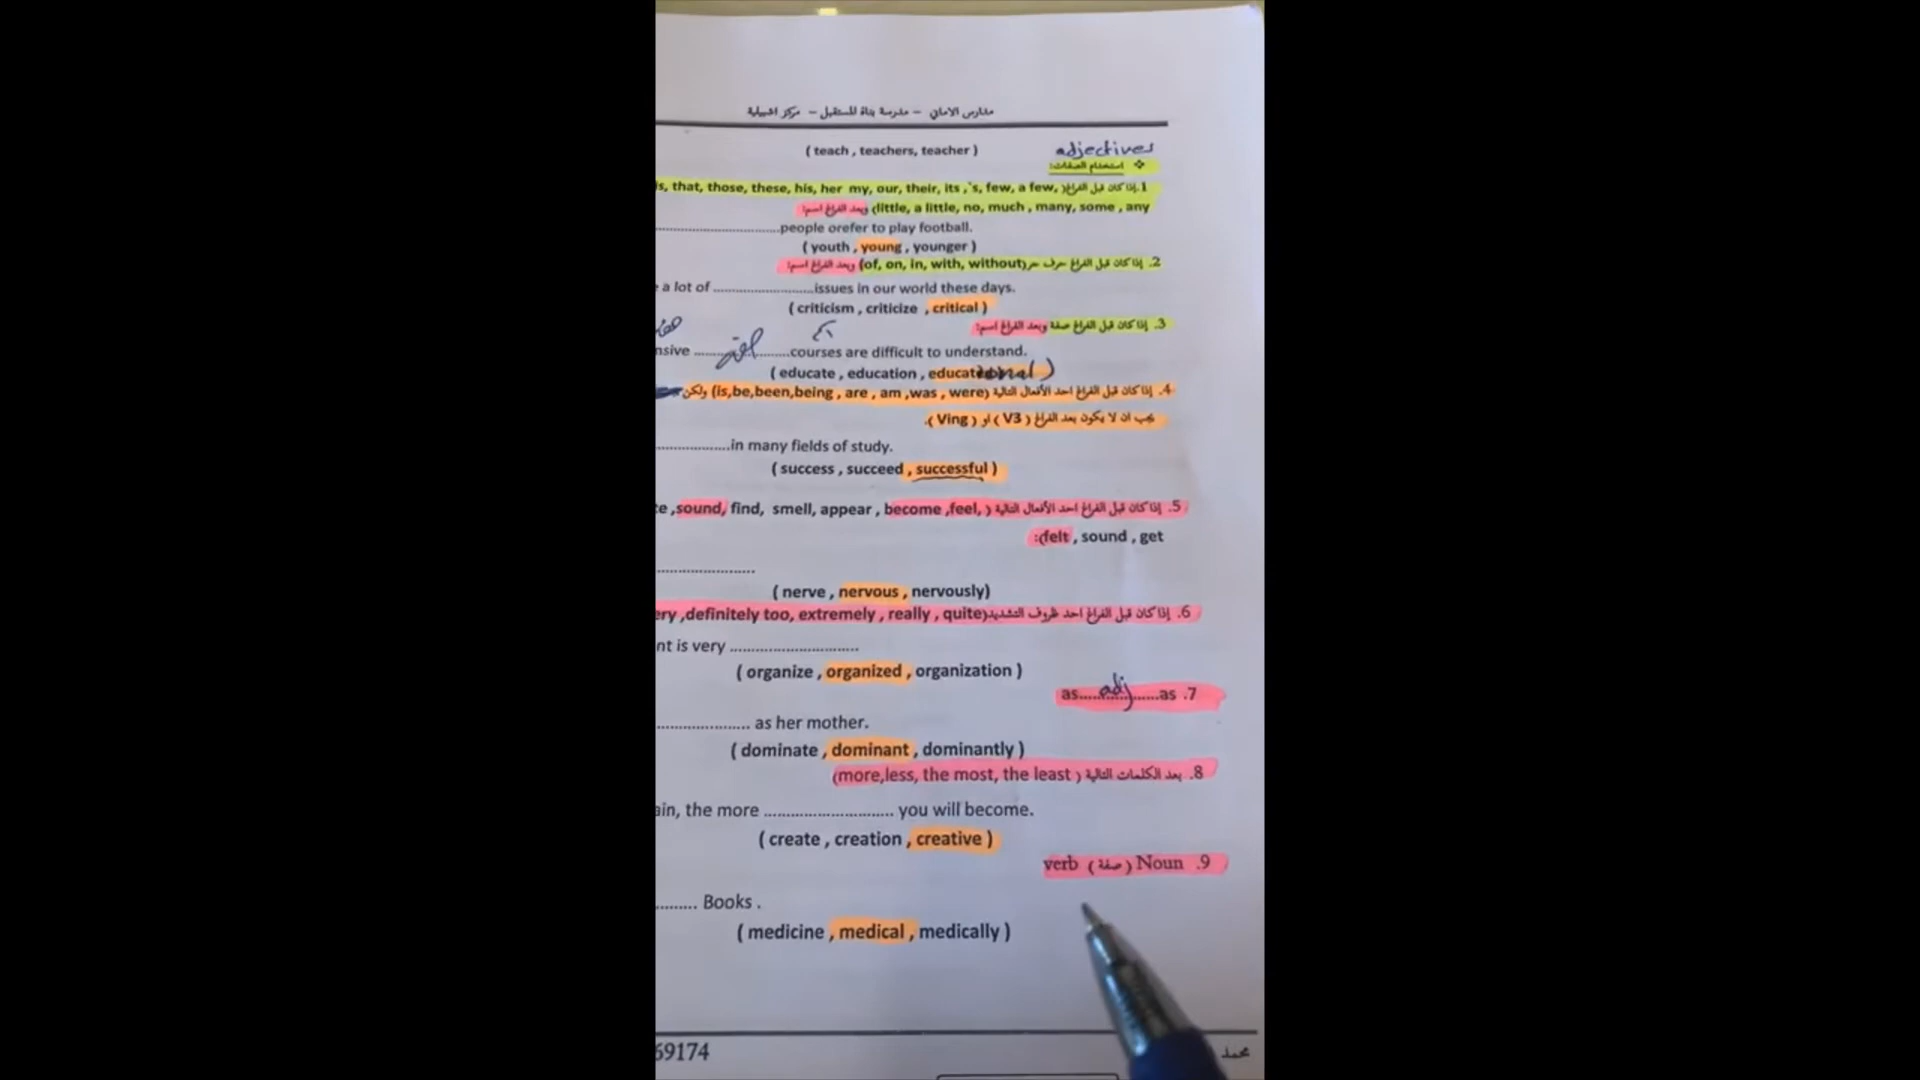 مدارس الاماني – مدرسة بناة المستقبل – مركز اشبيلية
( teach , teachers, teacher )
adjectives
❖ استخدام الصفات:
1. إذا كان قبل الفراغ( s, that, those, these, his, her my, our, their, its ,`s, few, a few,
little, a little, no, much , many, some , any) وبعد الفراغ اسم:
..............................people orefer to play football.
( youth , young , younger )
2. إذا كان قبل الفراغ حرف جر(of, on, in, with, without) وبعد الفراغ اسم:
a lot of ........................issues in our world these days.
( criticism , criticize , critical )
3. إذا كان قبل الفراغ صفة وبعد الفراغ اسم:
صفة
اسم
nsive .......................courses are difficult to understand.
( educate , education , educational )
4. إذا كان قبل الفراغ احد الأفعال التالية (is,be,been,being , are , am ,was , were) ولكن
يجب ان لا يكون بعد الفراغ ( V3 ) او ( Ving ).
..................in many fields of study.
( success , succeed , successful )
5. إذا كان قبل الفراغ احد الأفعال التالية ( e ,sound, find, smell, appear , become ,feel,
felt , sound , get):
........................
( nerve , nervous , nervously)
6. إذا كان قبل الفراغ احد ظروف التشديد(ery ,definitely too, extremely , really , quite
nt is very ...............................
( organize , organized , organization )
7. as.....adj......as
...................... as her mother.
( dominate , dominant , dominantly )
8. بعد الكلمات التالية ( more,less, the most, the least)
ain, the more ............................... you will become.
( create , creation , creative )
9. verb (صفة) Noun
......... Books .
( medicine , medical , medically )
69174
محمد